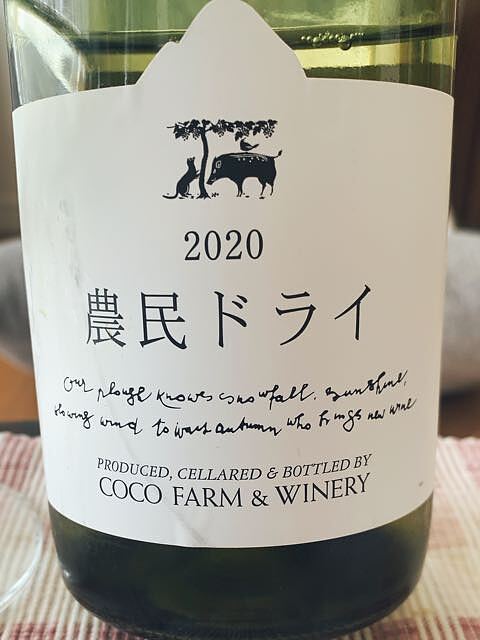 2020
農民ドライ
our plough knows snowfall, sunshine,
blowing wind to wait autumn who brings new wine
PRODUCED, CELLARED & BOTTLED BY
COCO FARM & WINERY